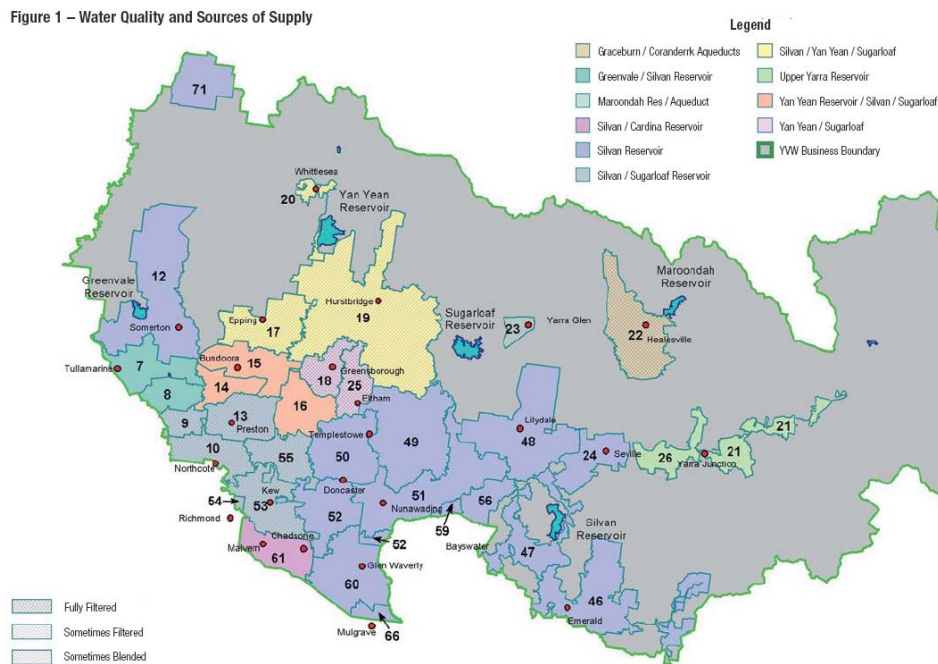 Figure 1 – Water Quality and Sources of Supply
Legend
Graceburn / Coranderrk Aqueducts
Greenvale / Silvan Reservoir
Maroondah Res / Aqueduct
Silvan / Cardina Reservoir
Silvan Reservoir
Silvan / Sugarloaf Reservoir
Silvan / Yan Yean / Sugarloaf
Upper Yarra Reservoir
Yan Yean Reservoir / Silvan / Sugarloaf
Yan Yean / Sugarloaf
YVW Business Boundary
71
Whittlesea
20
Yan Yean
Reservoir
12
Greenvale
Reservoir
Somerton
Epping
17
Hurstbridge
19
Sugarloaf
Reservoir
23
Yarra Glen
Maroondah
Reservoir
22
Healesville
Tullamarine
7
8
Bundoora
15
14
16
18
Greensborough
25
Eltham
9
13
Preston
10
Northcote
55
Templestowe
50
49
Lilydale
48
24
Seville
26
Yarra Junction
21
21
54
Kew
53
Doncaster
52
51
Nunawading
56
59
Richmond
Malvern
Chadsone
61
52
Bayswater
Silvan
Reservoir
47
46
Emerald
60
Glen Waverly
66
Mulgrave
Fully Filtered
Sometimes Filtered
Sometimes Blended